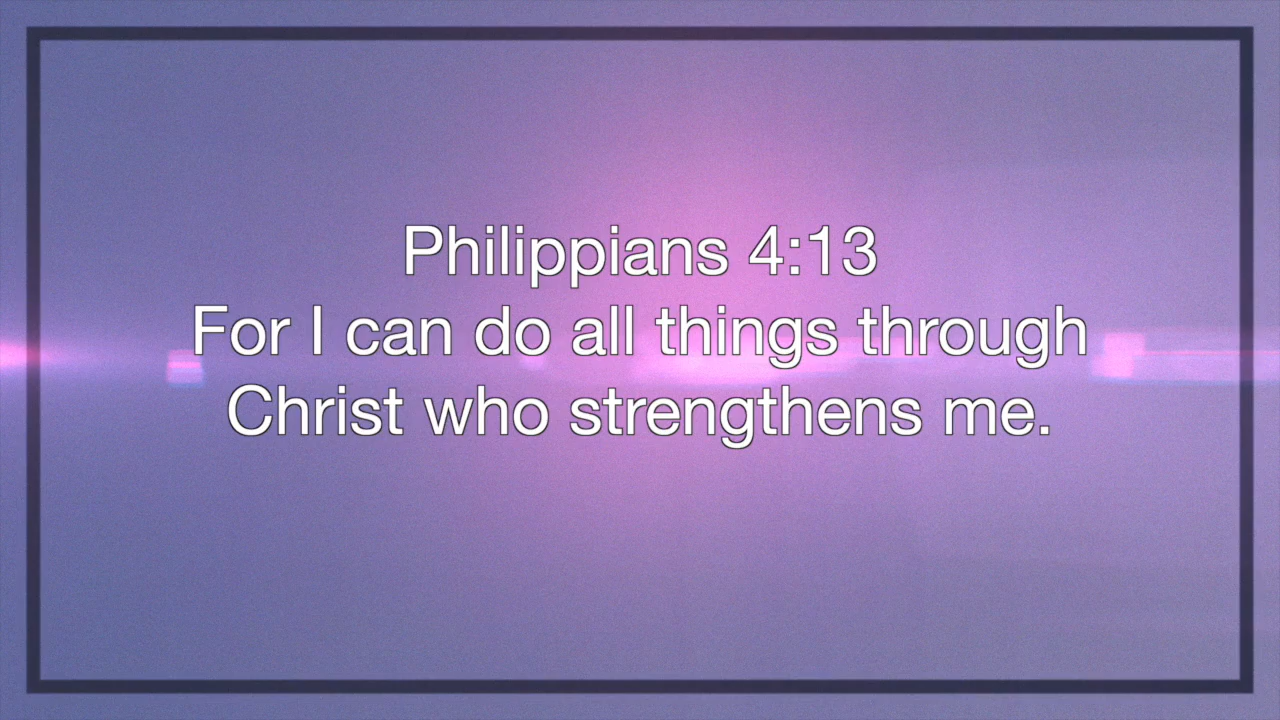 Philippians 4:13
For I can do all things through
Christ who strengthens me.